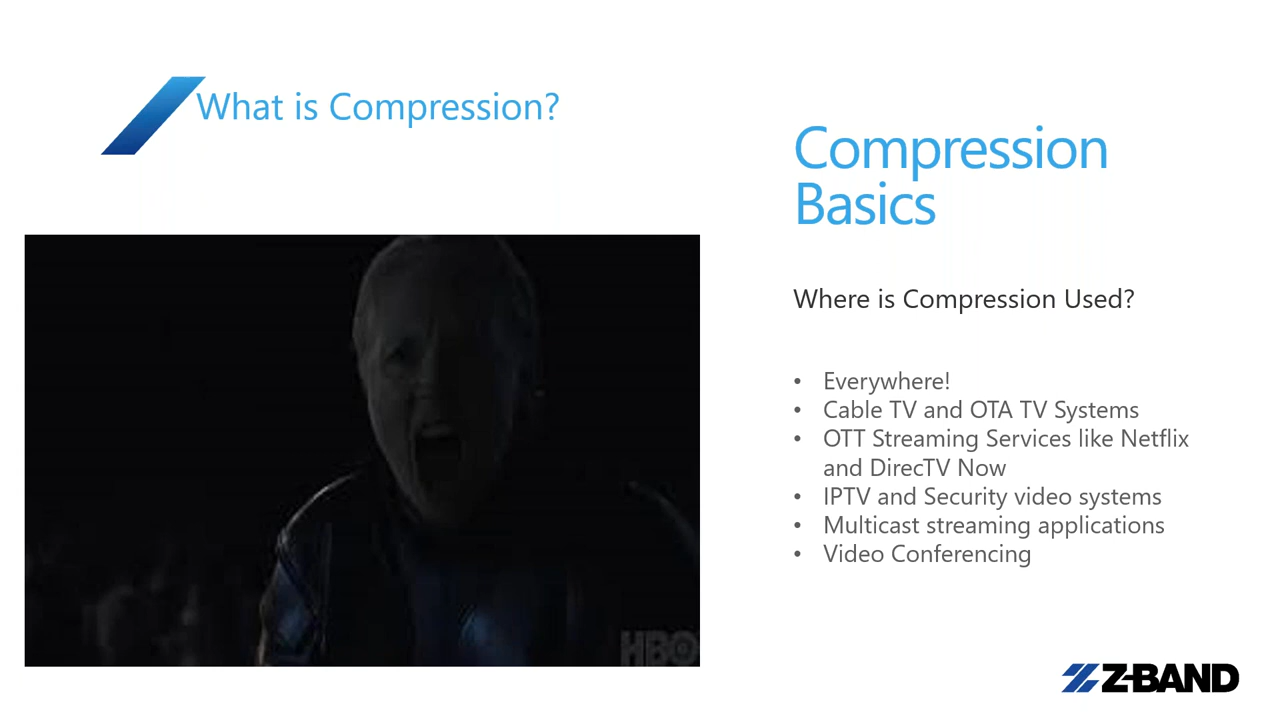 What is Compression?
Compression
Basics
Where is Compression Used?
• Everywhere!
• Cable TV and OTA TV Systems
• OTT Streaming Services like Netflix
and DirecTV Now
• IPTV and Security video systems
• Multicast streaming applications
• Video Conferencing
HBO
Z-BAND